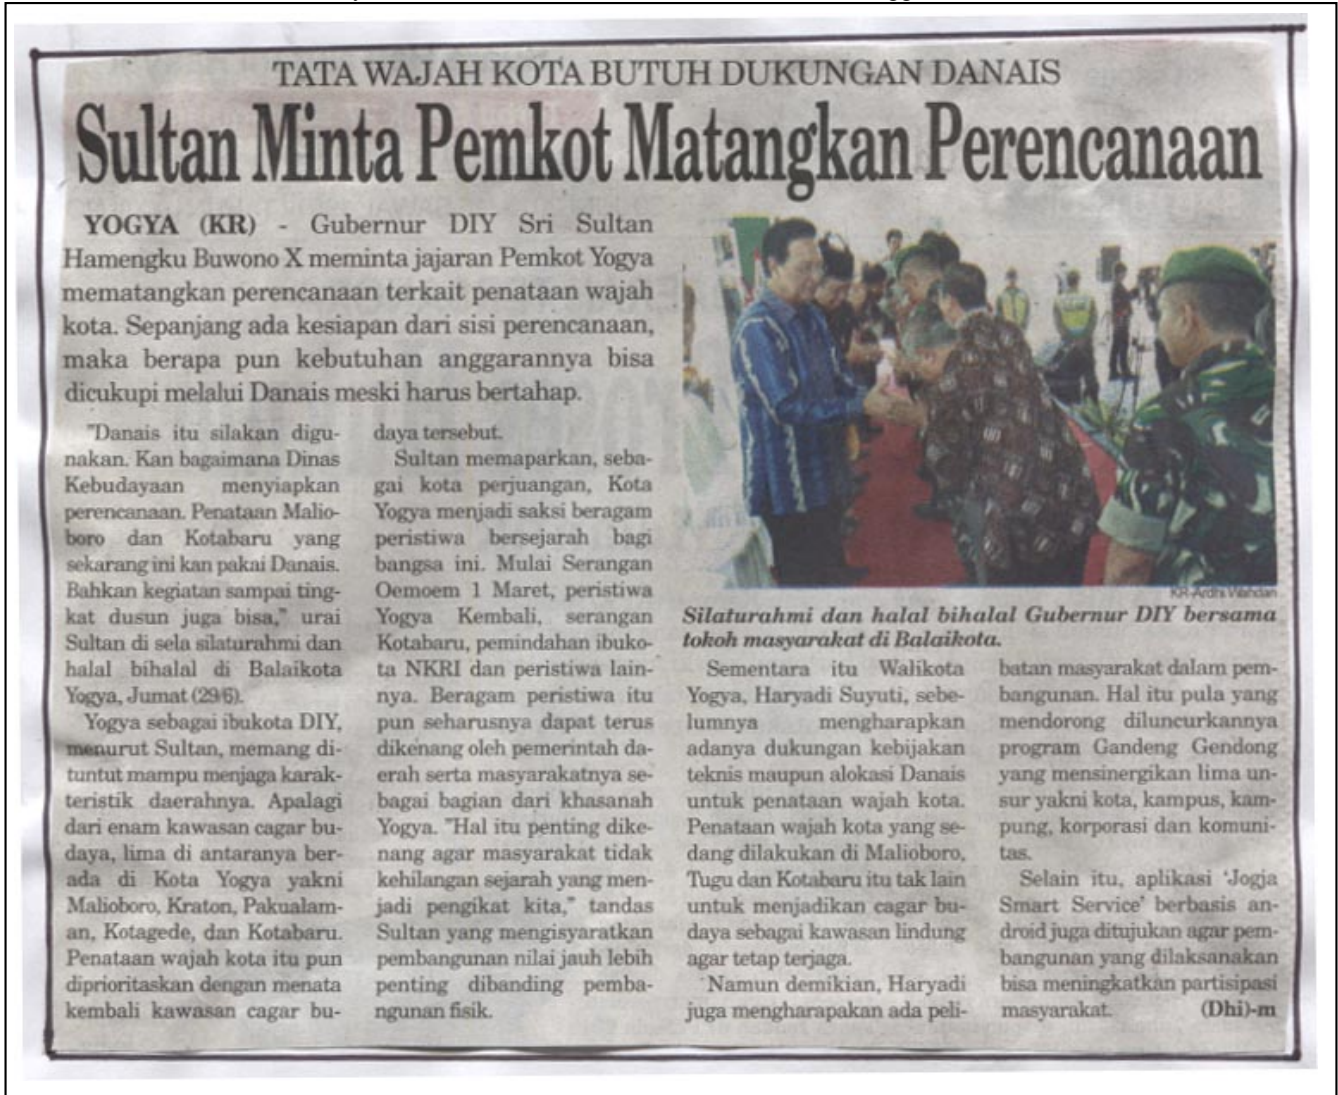 TATA WAJAH KOTA BUTUH DUKUNGAN DANAIS
Sultan Minta Pemkot Matangkan Perencanaan
YOGYA (KR) - Gubernur DIY Sri Sultan
Hamengku Buwono X meminta jajaran Pemkot Yogya
mematangkan perencanaan terkait penataan wajah
kota. Sepanjang ada kesiapan dari sisi perencanaan,
maka berapa pun kebutuhan anggarannya bisa
dicukupi melalui Danais meski harus bertahap.
"Danais itu silakan digu-
nakan. Kan bagaimana Dinas
Kebudayaan menyiapkan
perencanaan. Penataan Malio-
boro dan Kotabaru yang
sekarang ini kan pakai Danais.
Bahkan kegiatan sampai ting-
kat dusun juga bisa," urai
Sultan di sela silaturahmi dan
halal bihalal di Balaikota
Yogya, Jumat (29/6).
Yogya sebagai ibukota DIY,
menurut Sultan, memang di-
tuntut mampu menjaga karak-
teristik daerahnya. Apalagi
dari enam kawasan cagar bu-
daya, lima di antaranya ber-
ada di Kota Yogya yakni
Malioboro, Kraton, Pakualam-
an, Kotagede, dan Kotabaru.
Penataan wajah kota itu pun
diprioritaskan dengan menata
kembali kawasan cagar bu-
daya tersebut.
Sultan memaparkan, seba-
gai kota perjuangan, Kota
Yogya menjadi saksi beragam
peristiwa bersejarah bagi
bangsa ini. Mulai Serangan
Oemoem 1 Maret, peristiwa
Yogya Kembali, serangan
Kotabaru, pemindahan ibuko-
ta NKRI dan peristiwa lain-
nya. Beragam peristiwa itu
pun seharusnya dapat terus
dikenang oleh pemerintah da-
erah serta masyarakatnya se-
bagai bagian dari khasanah
Yogya. "Hal itu penting dike-
nang agar masyarakat tidak
kehilangan sejarah yang men-
jadi pengikat kita," tandas
Sultan yang mengisyaratkan
pembangunan nilai jauh lebih
penting dibanding pemba-
ngunan fisik.
KR-Ardhi Wahdan
Silaturahmi dan halal bihalal Gubernur DIY bersama
tokoh masyarakat di Balaikota.
Sementara itu Walikota
Yogya, Haryadi Suyuti, sebe-
lumnya mengharapkan
adanya dukungan kebijakan
teknis maupun alokasi Danais
untuk penataan wajah kota.
Penataan wajah kota yang se-
dang dilakukan di Malioboro,
Tugu dan Kotabaru itu tak lain
untuk menjadikan cagar bu-
daya sebagai kawasan lindung
agar tetap terjaga.
Namun demikian, Haryadi
juga mengharapakan ada peli-
batan masyarakat dalam pem-
bangunan. Hal itu pula yang
mendorong diluncurkannya
program Gandeng Gendong
yang mensinergikan lima un-
sur yakni kota, kampus, kam-
pung, korporasi dan komuni-
tas.
Selain itu, aplikasi 'Jogja
Smart Service' berbasis an-
droid juga ditujukan agar pem-
bangunan yang dilaksanakan
bisa meningkatkan partisipasi
masyarakat. (Dhi)-m